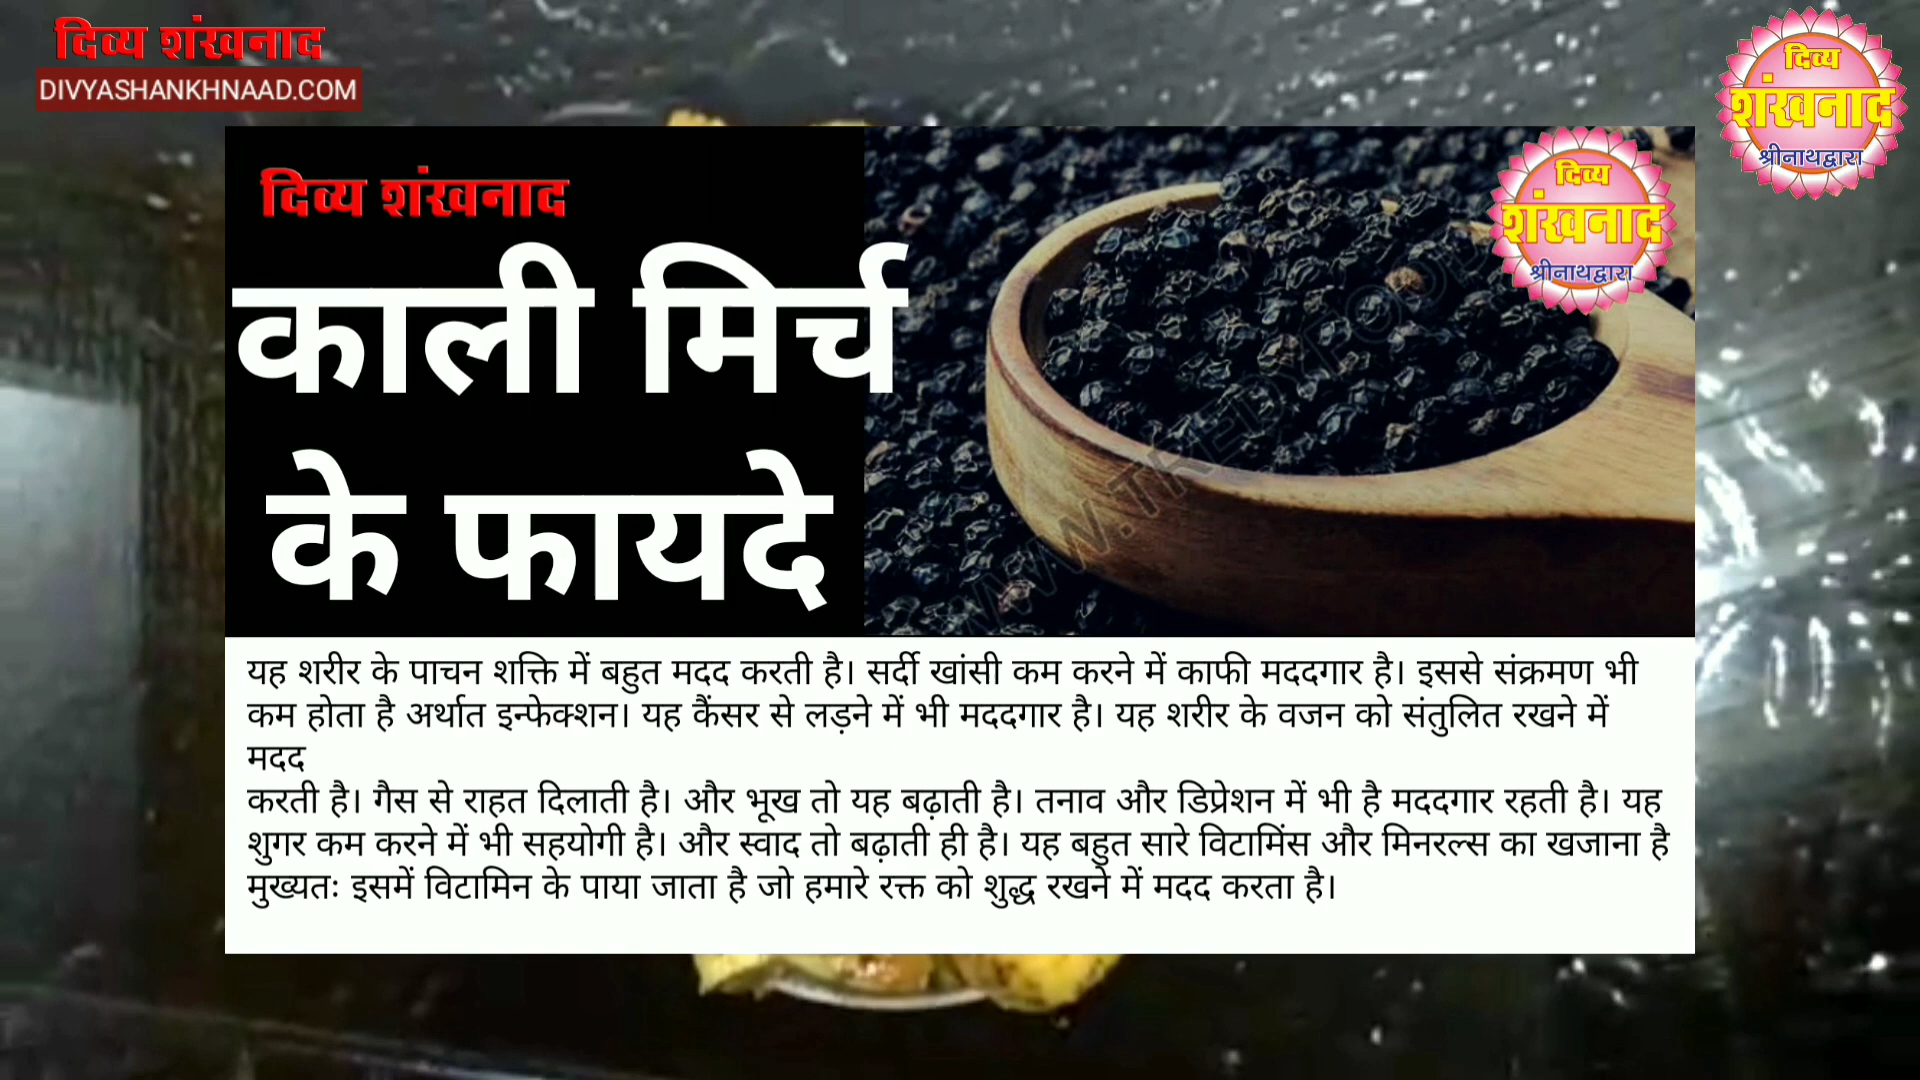 दिव्य शंखनाद
DIVYASHANKHNAAD.COM
दिव्य
शंखनाद
श्रीनाथद्वारा
दिव्य शंखनाद
दिव्य
शंखनाद
श्रीनाथद्वारा
काली मिर्च
के फायदे
यह शरीर के पाचन शक्ति में बहुत मदद करती है। सर्दी खांसी कम करने में काफी मददगार है। इससे संक्रमण भी
कम होता है अर्थात इन्फेक्शन। यह कैंसर से लड़ने में भी मददगार है। यह शरीर के वजन को संतुलित रखने में
मदद
करती है। गैस से राहत दिलाती है। और भूख तो यह बढ़ाती है। तनाव और डिप्रेशन में भी है मददगार रहती है। यह
शुगर कम करने में भी सहयोगी है। और स्वाद तो बढ़ाती ही है। यह बहुत सारे विटामिंस और मिनरल्स का खजाना है
मुख्यतः इसमें विटामिन के पाया जाता है जो हमारे रक्त को शुद्ध रखने में मदद करता है।